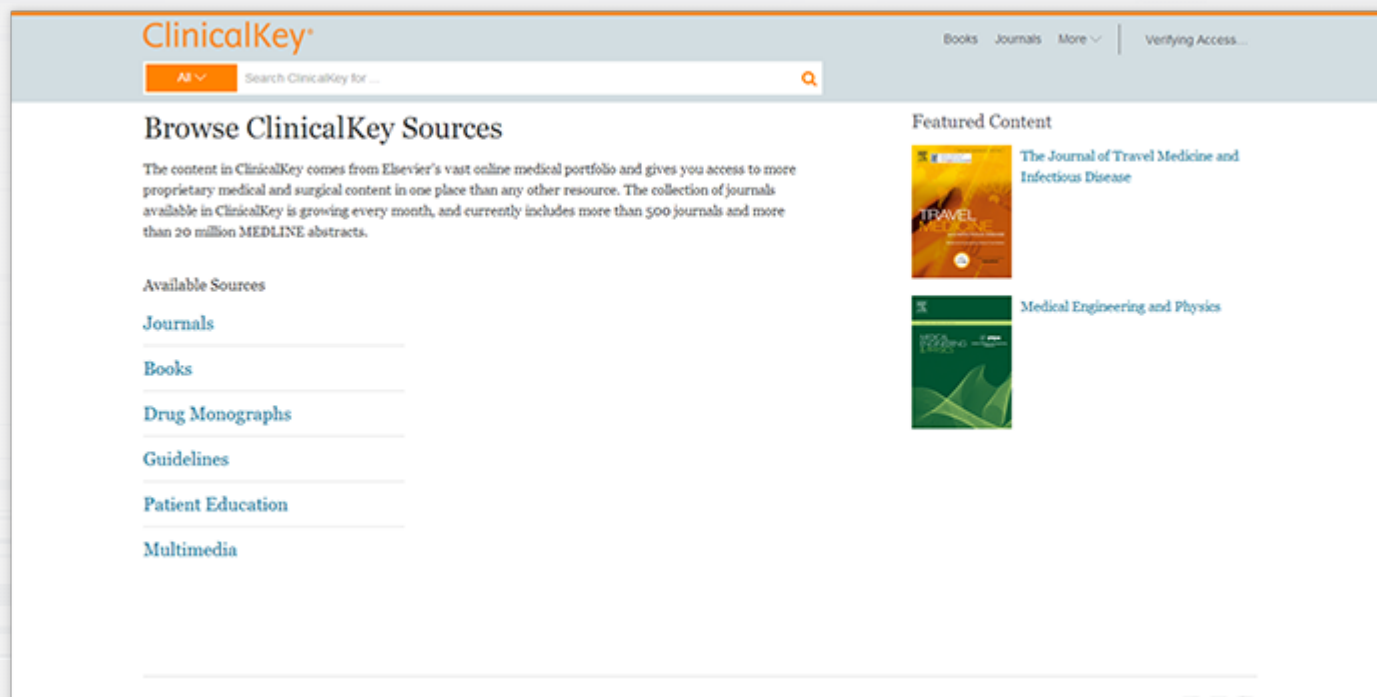 ClinicalKey®
Books Journals More Verifying Access...
All Search ClinicalKey for ...
Browse ClinicalKey Sources
The content in ClinicalKey comes from Elsevier's vast online medical portfolio and gives you access to more
proprietary medical and surgical content in one place than any other resource. The collection of journals
available in ClinicalKey is growing every month, and currently includes more than 500 journals and more
than 20 million MEDLINE abstracts.
Available Sources
Journals
Books
Drug Monographs
Guidelines
Patient Education
Multimedia
Featured Content
TRAVEL
MEDICINE
The Journal of Travel Medicine and
Infectious Disease
MEDICAL
ENGINEERING
& PHYSICS
Medical Engineering and Physics